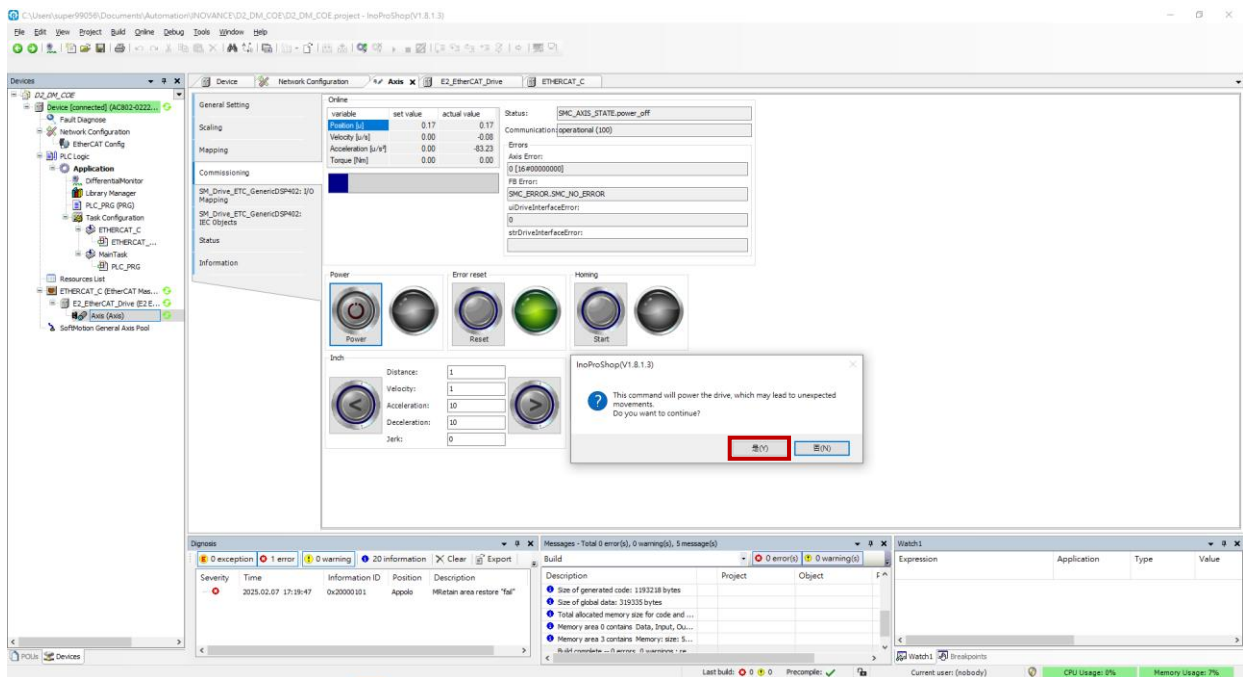 C:\Users\super99056\Documents\Automation\INOVANCE\D2_DM_COE\D2_DM_COE.project - InoProShop(V1.8.1.3)
File Edit View Project Build Online Debug Tools Window Help
Devices
Device Network Configuration Axis E2_EtherCAT_Drive ETHERCAT_C
D2_DM_COE
Device [connected] (AC802-0222...
Fault Diagnose
Network Configuration
EtherCAT Config
PLC Logic
Application
DifferentialMonitor
Library Manager
PLC_PRG (PRG)
Task Configuration
ETHERCAT_C
ETHERCAT_...
MainTask
PLC_PRG
Resources List
ETHERCAT_C (EtherCAT Mas...
E2_EtherCAT_Drive (E2 E...
Axis (Axis)
SoftMotion General Axis Pool
POUs Devices
General Setting
Scaling
Mapping
Commissioning
SM_Drive_ETC_GenericDSP402: I/O
Mapping
SM_Drive_ETC_GenericDSP402:
IEC Objects
Status
Information
Online
variable set value actual value
Position [u] 0.17 0.17
Velocity [u/s] 0.00 -0.08
Acceleration [u/s²] 0.00 -83.23
Torque [Nm] 0.00 0.00
Status: SMC_AXIS_STATE.power_off
Communication: operational (100)
Errors
Axis Error:
0 [16#00000000]
FB Error:
SMC_ERROR.SMC_NO_ERROR
uiDriveInterfaceError:
0
strDriveInterfaceError:
Power Error reset Homing
Power Reset Start
Inch
Distance: 1
Velocity: 1
Acceleration: 10
Deceleration: 10
Jerk: 0
< >
InoProShop(V1.8.1.3)
This command will power the drive, which may lead to unexpected
movements.
Do you want to continue?
是(Y) 否(N)
Dignosis
0 exception 1 error 0 warning 20 information Clear Export
Severity Time Information ID Position Description
2025.02.07 17:19:47 0x20000101 Appols MRetain area restore "fail"
Messages - Total 0 error(s), 0 warning(s), 5 message(s)
Build 0 error(s) 0 warning(s)
Description Project Object
Size of generated code: 1193218 bytes
Size of global data: 319335 bytes
Total allocated memory size for code and ...
Memory area 0 contains Data, Input, Ou...
Memory area 3 contains Memory: size: S...
Build complete -- 0 errors, 0 warnings : re
Watch1
Expression Application Type Value
Watch1 Breakpoints
Last build: 0 0 Precompile: Current user: (nobody) CPU Usage: 0% Memory Usage: 7%